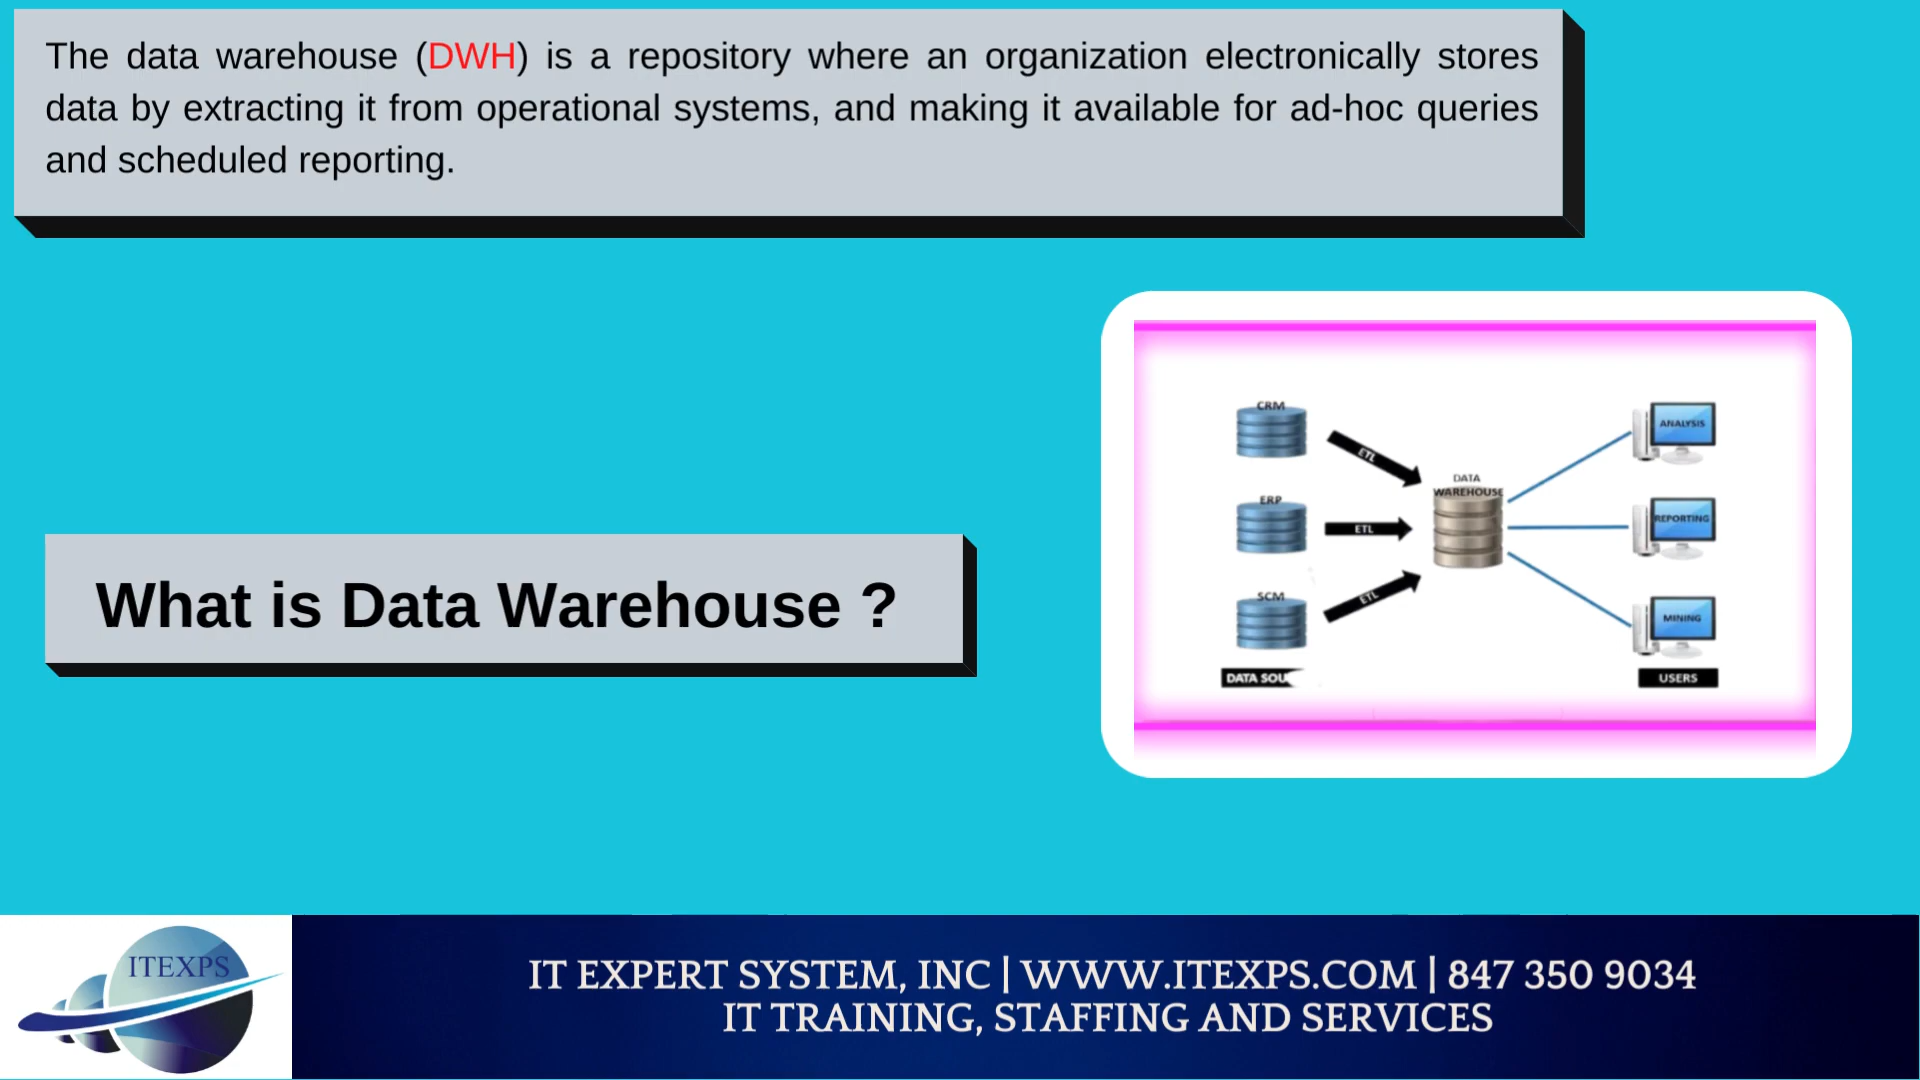 The data warehouse (DWH) is a repository where an organization electronically stores
data by extracting it from operational systems, and making it available for ad-hoc queries
and scheduled reporting.
What is Data Warehouse ?
CRM
ETL
ANALYSIS
DATA
WAREHOUSE
ERP
ETL
REPORTING
SCM
ETL
MINING
DATA SOU
USERS
ITEXPS
IT EXPERT SYSTEM, INC | WWW.ITEXPS.COM | 847 350 9034
IT TRAINING, STAFFING AND SERVICES